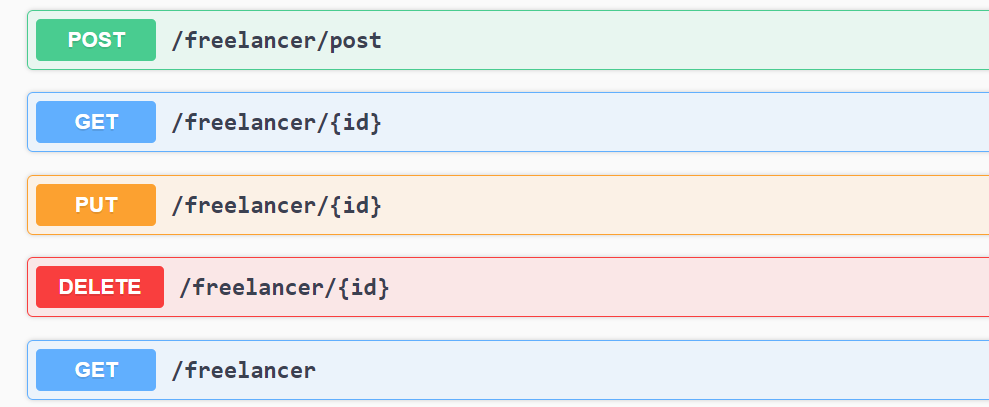 POST /freelancer/post
GET /freelancer/{id}
PUT /freelancer/{id}
DELETE /freelancer/{id}
GET /freelancer